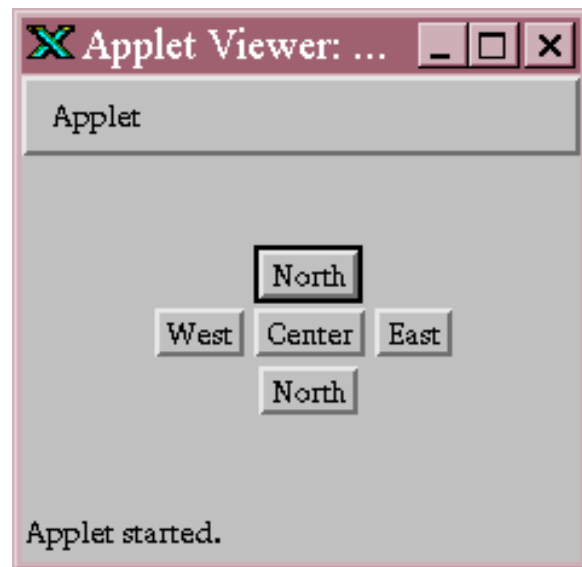 Applet Viewer: ...
Applet
North
West Center East
North
Applet started.